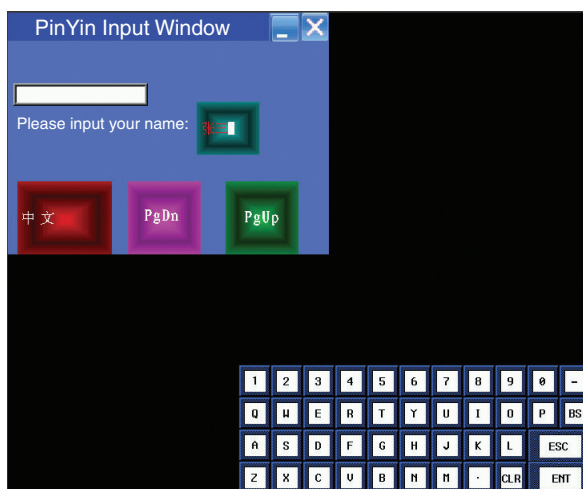 PinYin Input Window
Please input your name:
中文 PgDn PgUp
1 2 3 4 5 6 7 8 9 0 -
Q W E R T Y U I O P BS
A S D F G H J K L ESC
Z X C V B N M . CLR ENT